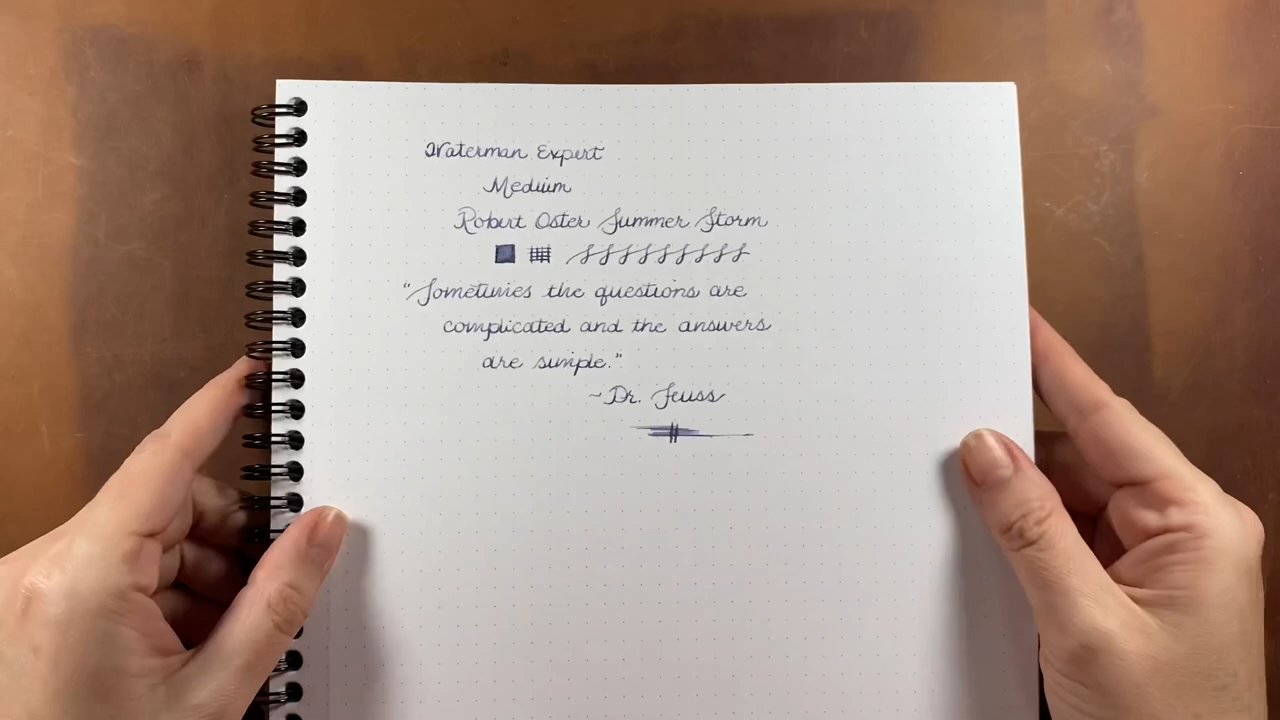 Waterman Expert
Medium
Robert Oster Summer Storm
"Sometimes the questions are
complicated and the answers
are simple."
~Dr. Seuss